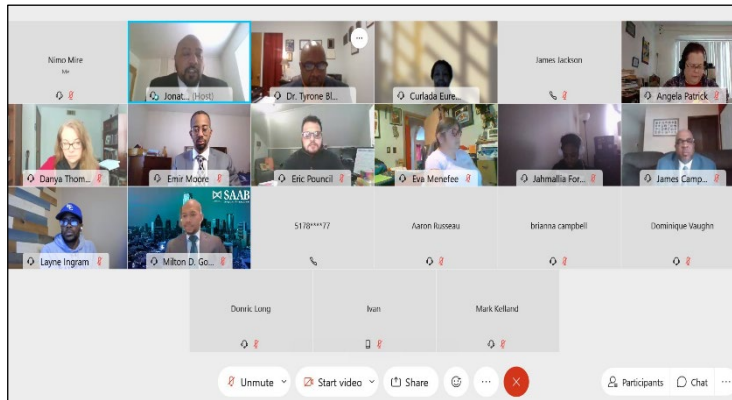 Nimo Mire
Me
Jonat... (Host)
Dr. Tyrone Bl...
Curlada Eure...
James Jackson
Angela Patrick
Danya Thom...
Emir Moore
Eric Pouncil
Eva Menefee
Jahmallia For...
James Camp...
Layne Ingram
SAAB
Milton D. Go...
5178****77
Aaron Russeau
brianna campbell
Dominique Vaughn
Donric Long
Ivan
Mark Kelland
Unmute
Start video
Share
Participants
Chat